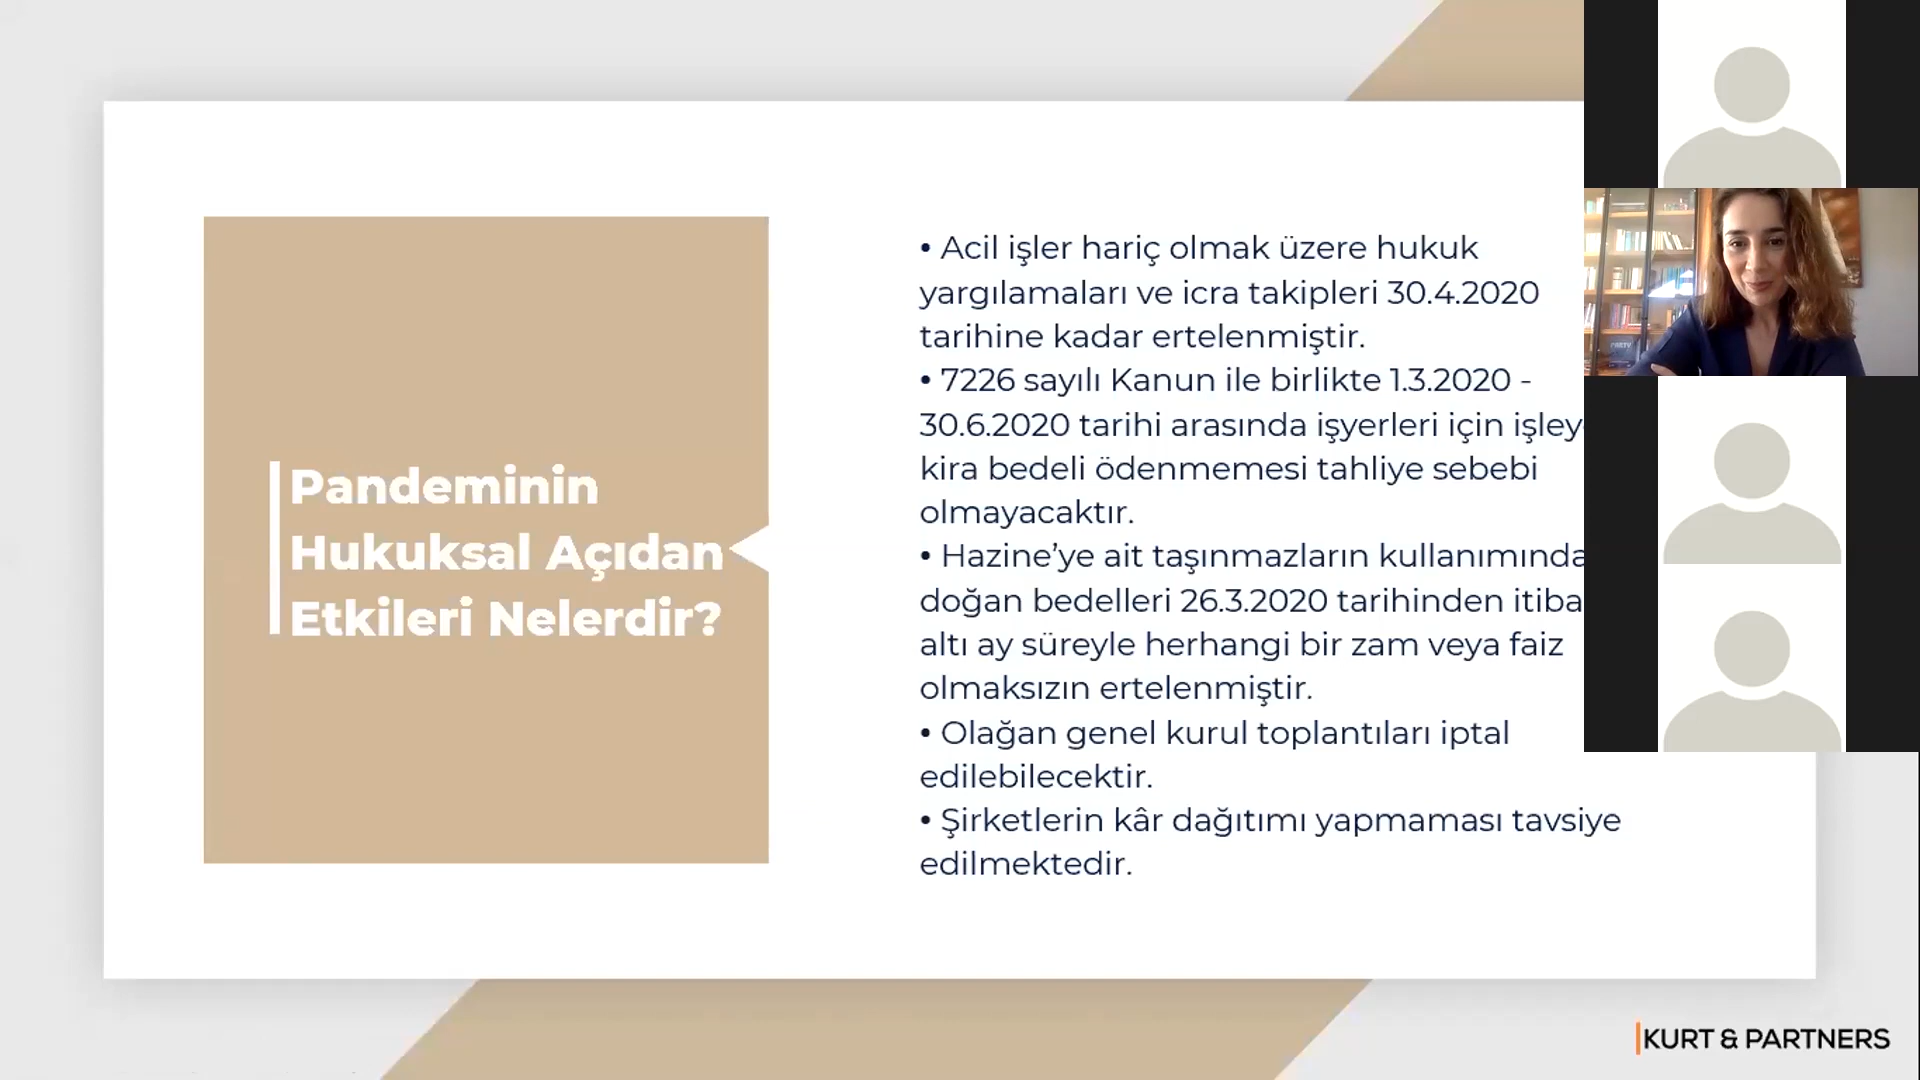 Pandeminin
Hukuksal Açıdan
Etkileri Nelerdir?
• Acil işler hariç olmak üzere hukuk
yargılamaları ve icra takipleri 30.4.2020
tarihine kadar ertelenmiştir.
• 7226 sayılı Kanun ile birlikte 1.3.2020 -
30.6.2020 tarihi arasında işyerleri için
kira bedeli ödenmemesi tahliye sebebi
olmayacaktır.
• Hazine’ye ait taşınmazların
doğan bedelleri 26.3.2020 tarihinden
altı ay süreyle herhangi bir zam veya faiz
olmaksızın ertelenmiştir.
• Olağan genel kurul toplantıları iptal
edilebilecektir.
• Şirketlerin kâr dağıtımı yapmaması tavsiye
edilmektedir.
KURT & PARTNERS